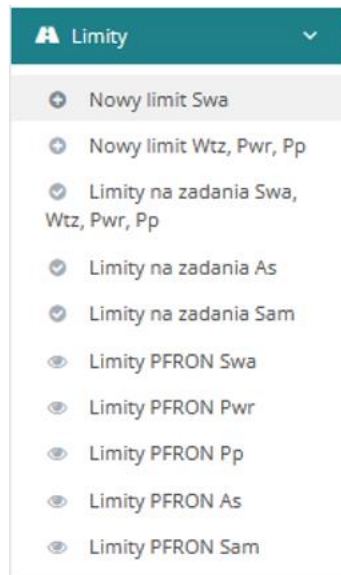 Limity
Nowy limit Swa
Nowy limit Wtz, Pwr, Pp
Limity na zadania Swa,
Wtz, Pwr, Pp
Limity na zadania As
Limity na zadania Sam
Limity PFRON Swa
Limity PFRON Pwr
Limity PFRON Pp
Limity PFRON As
Limity PFRON Sam